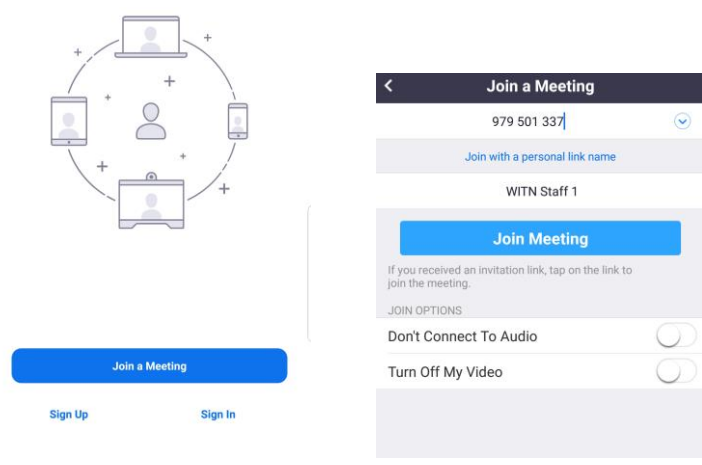 Join a Meeting
Sign Up
Sign In
Join a Meeting
979 501 337
Join with a personal link name
WITN Staff 1
Join Meeting
If you received an invitation link, tap on the link to
join the meeting.
JOIN OPTIONS
Don't Connect To Audio
Turn Off My Video